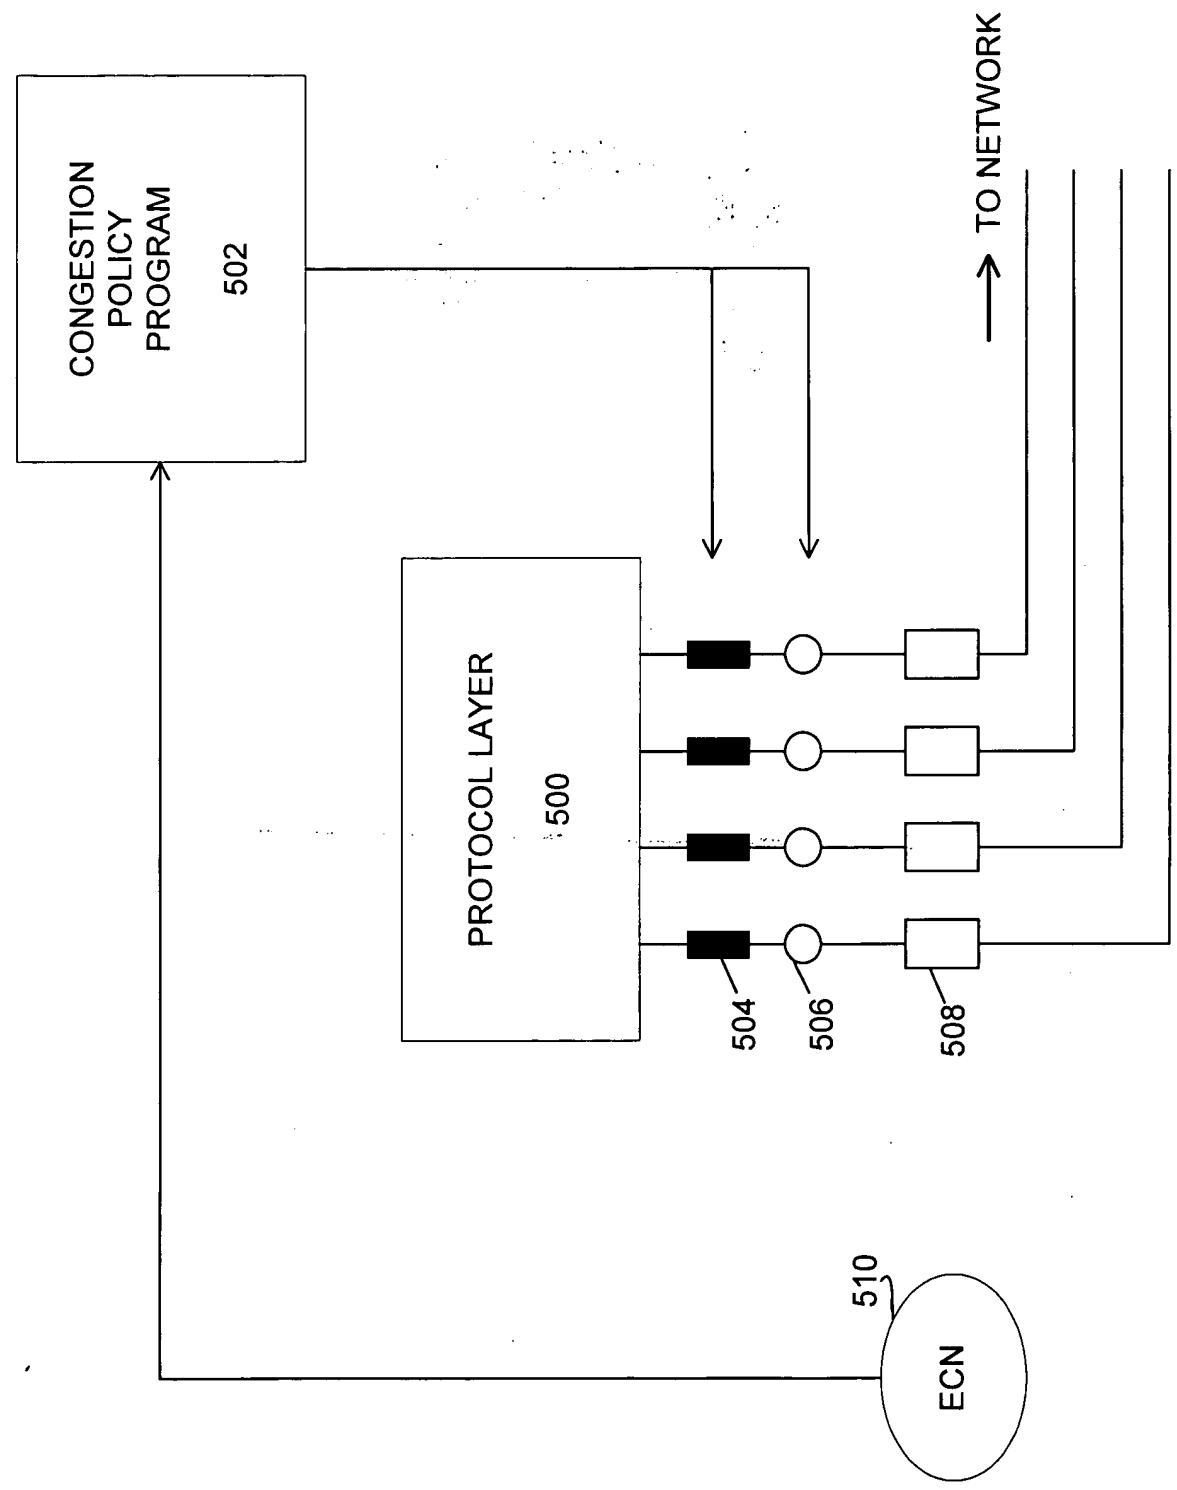 CONGESTION
POLICY
PROGRAM
502
PROTOCOL LAYER
500
504
506
508
TO NETWORK
510
ECN